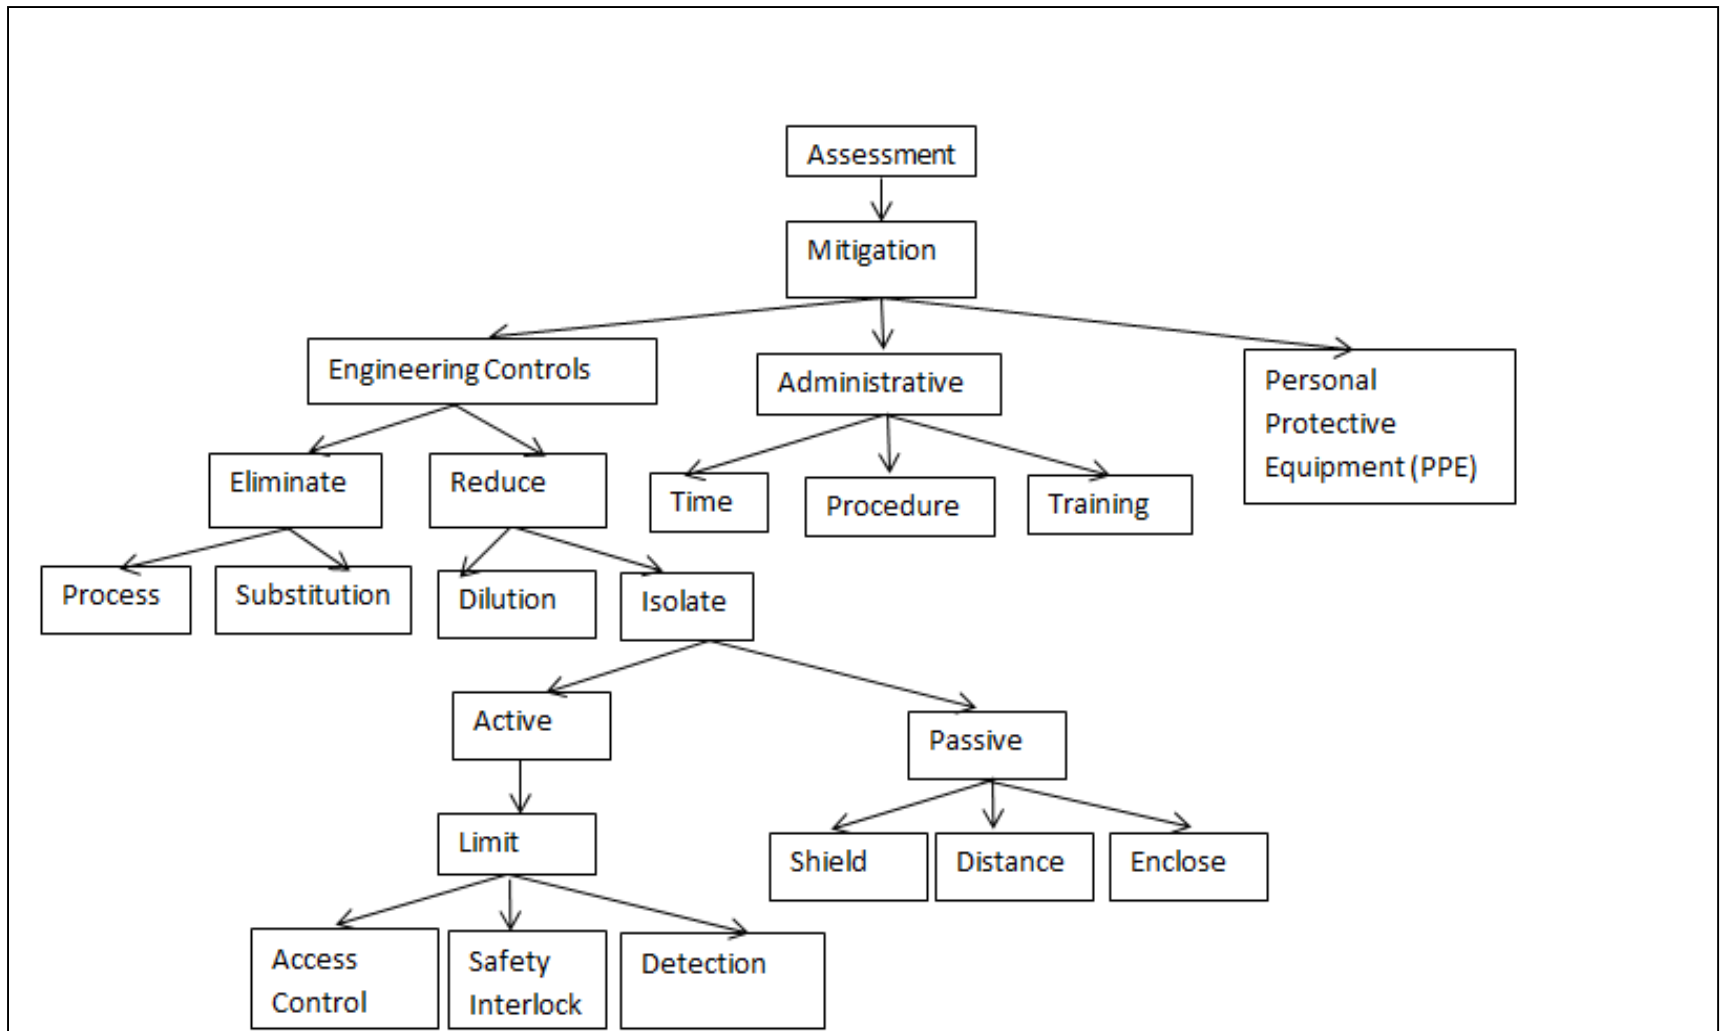 Assessment
Mitigation
Engineering Controls
Administrative
Personal
Protective
Equipment (PPE)
Eliminate
Reduce
Time
Procedure
Training
Process
Substitution
Dilution
Isolate
Active
Passive
Limit
Shield
Distance
Enclose
Access
Control
Safety
Interlock
Detection